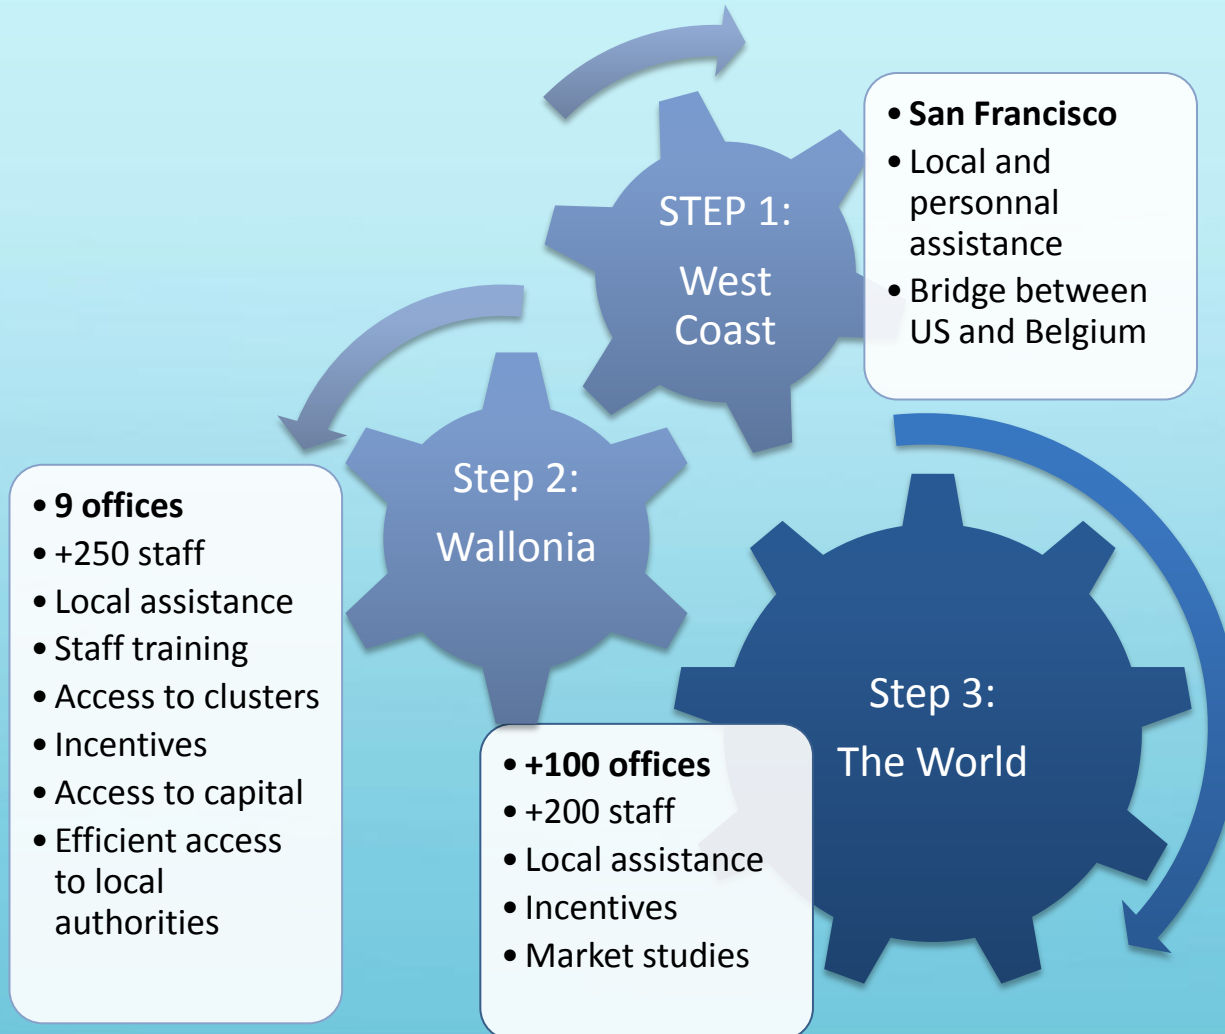 STEP 1:
West
Coast
• San Francisco
• Local and
personnal
assistance
• Bridge between
US and Belgium
Step 2:
Wallonia
• 9 offices
• +250 staff
• Local assistance
• Staff training
• Access to clusters
• Incentives
• Access to capital
• Efficient access
to local
authorities
Step 3:
The World
• +100 offices
• +200 staff
• Local assistance
• Incentives
• Market studies